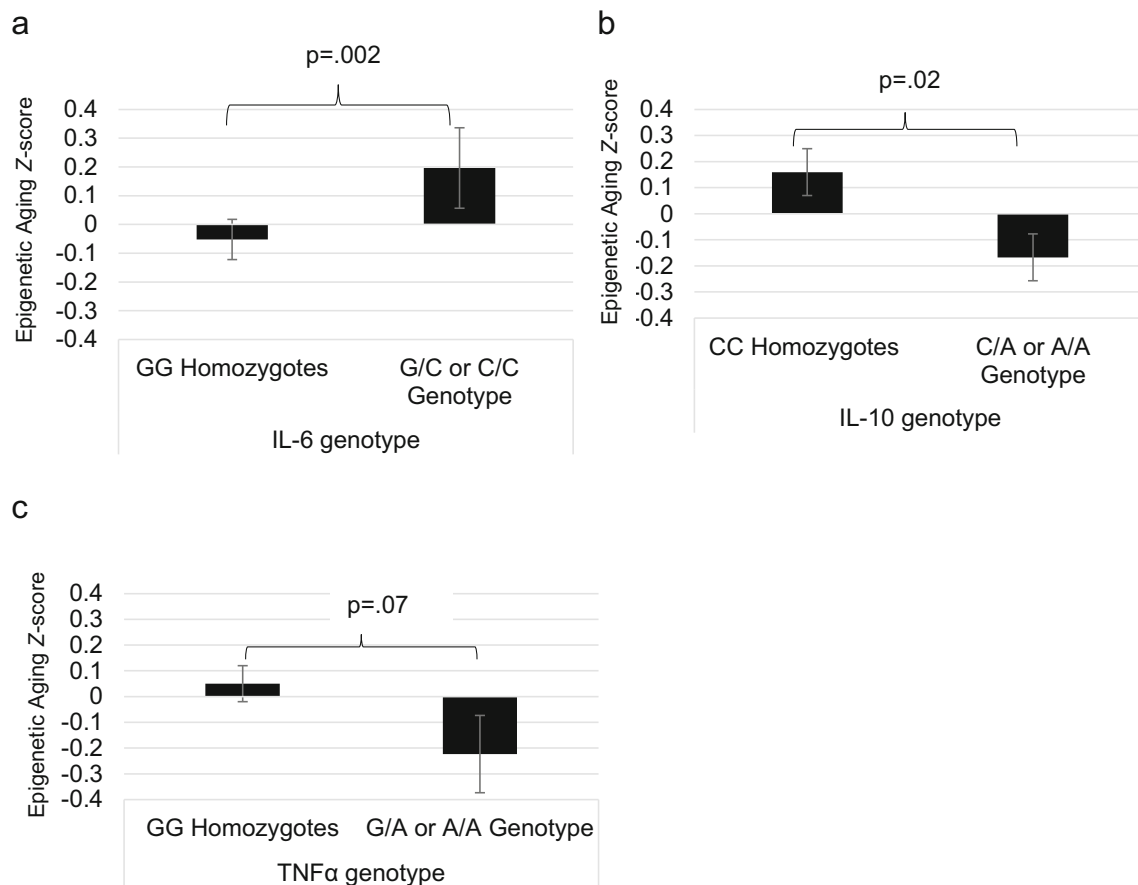 a
p=.002
Epigenetic Aging Z-score
0.4
0.3
0.2
0.1
0
-0.1
-0.2
-0.3
-0.4
GG Homozygotes
G/C or C/C
Genotype
IL-6 genotype
b
p=.02
Epigenetic Aging Z-score
0.4
0.3
0.2
0.1
0
-0.1
-0.2
-0.3
-0.4
CC Homozygotes
C/A or A/A
Genotype
IL-10 genotype
c
p=.07
Epigenetic Aging Z-score
0.4
0.3
0.2
0.1
0
-0.1
-0.2
-0.3
-0.4
GG Homozygotes
G/A or A/A Genotype
TNFα genotype